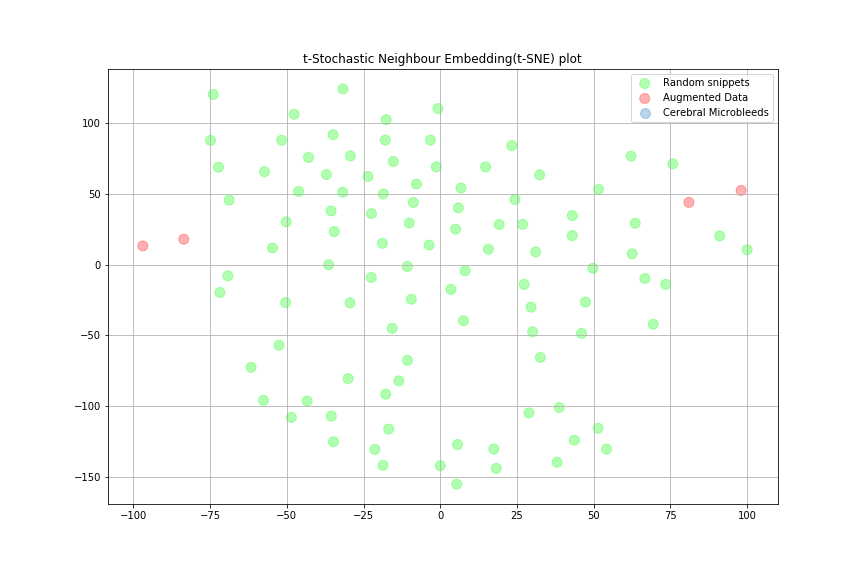 t-Stochastic Neighbour Embedding(t-SNE) plot
Random snippets
Augmented Data
Cerebral Microbleeds
100
50
0
−50
−100
−150
−100 −75 −50 −25 0 25 50 75 100